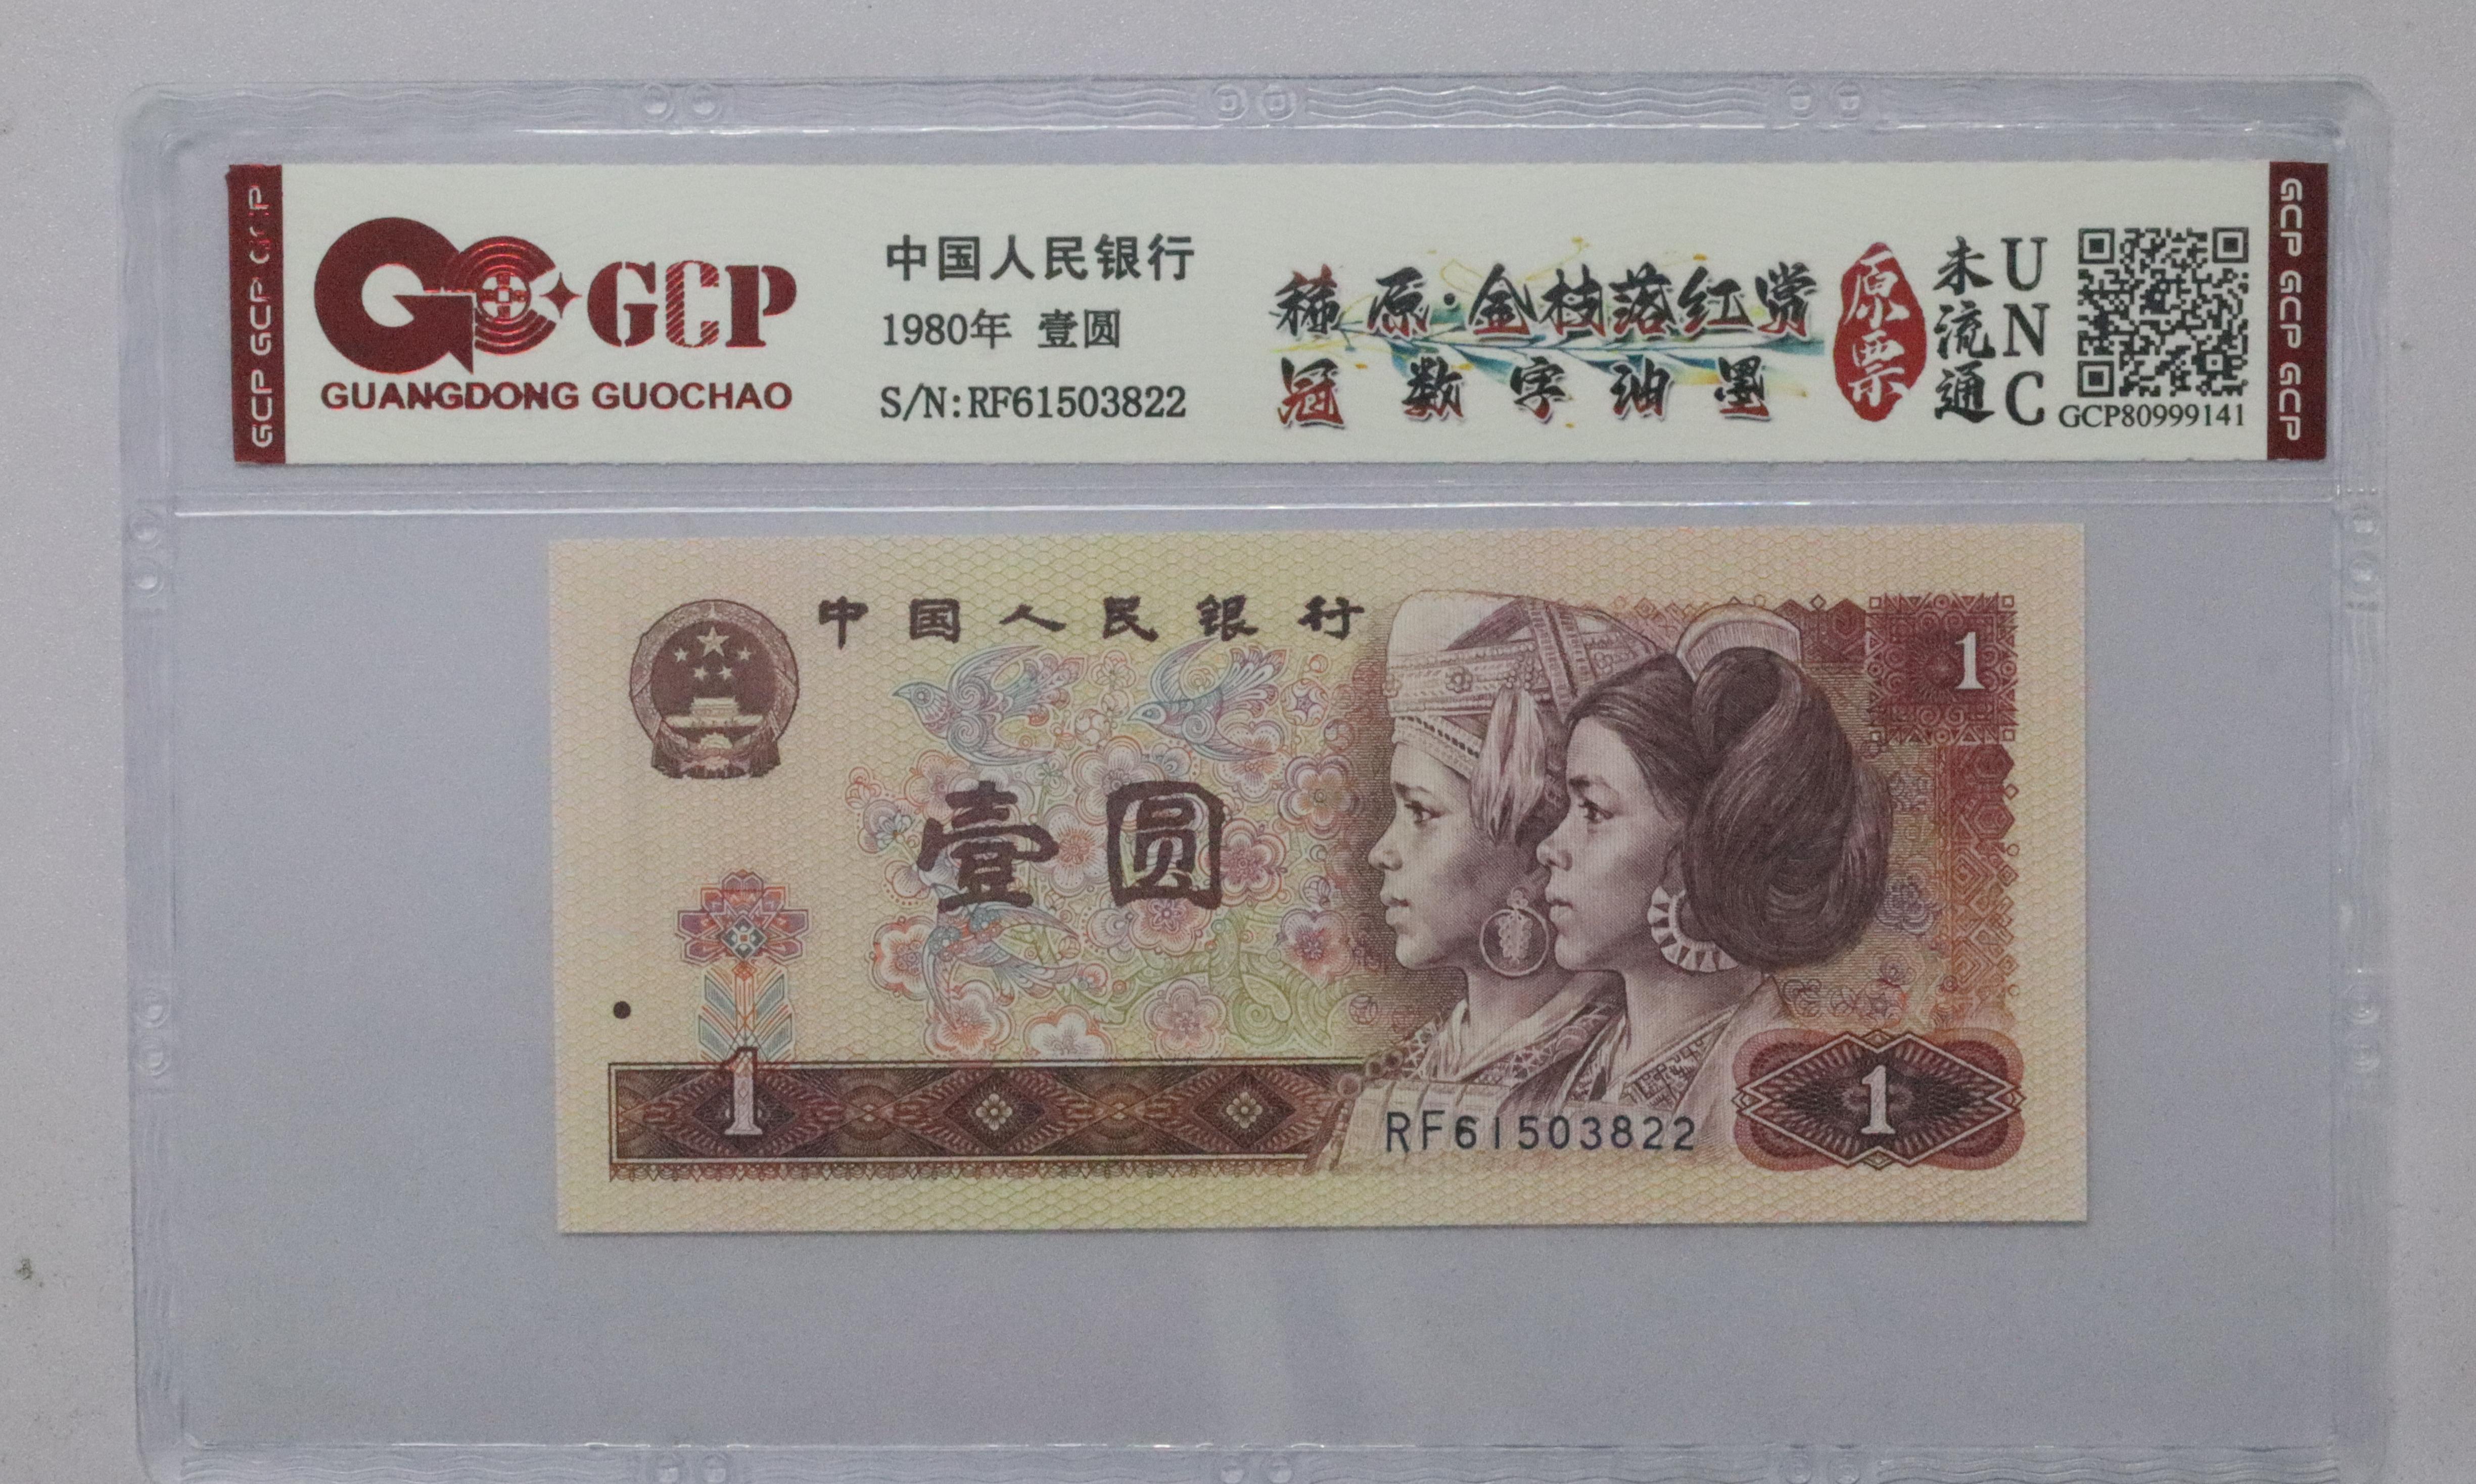 GCP GCP GCP
GCP
GUANGDONG GUOCHAO
中国人民银行
1980年 壹圆
S/N:RF61503822
稀原·金枝落红赏
冠数字油墨
原票
未流通
UNC
GCP80999141
GCP GCP GCP
中国人民银行
1
壹圆
1
RF61503822
1